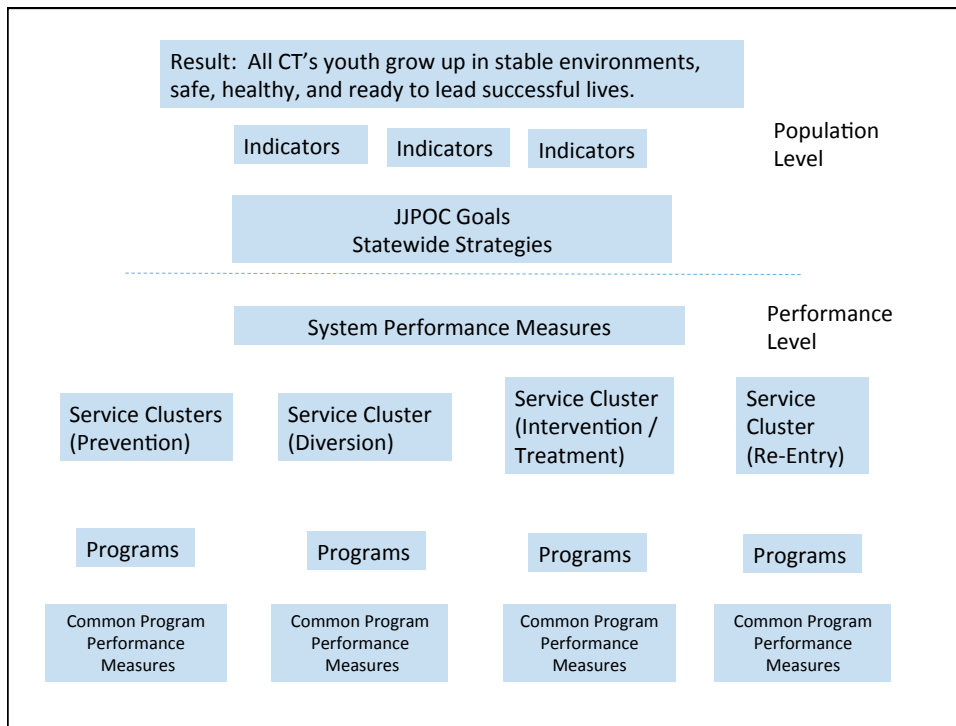 Result:  All CT’s youth grow up in stable environments,
safe, healthy, and ready to lead successful lives.
Population
Level
Indicators
Indicators
Indicators
JJPOC Goals
Statewide Strategies
System Performance Measures
Performance
Level
Service Clusters
(Prevention)
Service Cluster
(Diversion)
Service Cluster
(Intervention /
Treatment)
Service
Cluster
(Re-Entry)
Programs
Programs
Programs
Programs
Common Program
Performance
Measures
Common Program
Performance
Measures
Common Program
Performance
Measures
Common Program
Performance
Measures